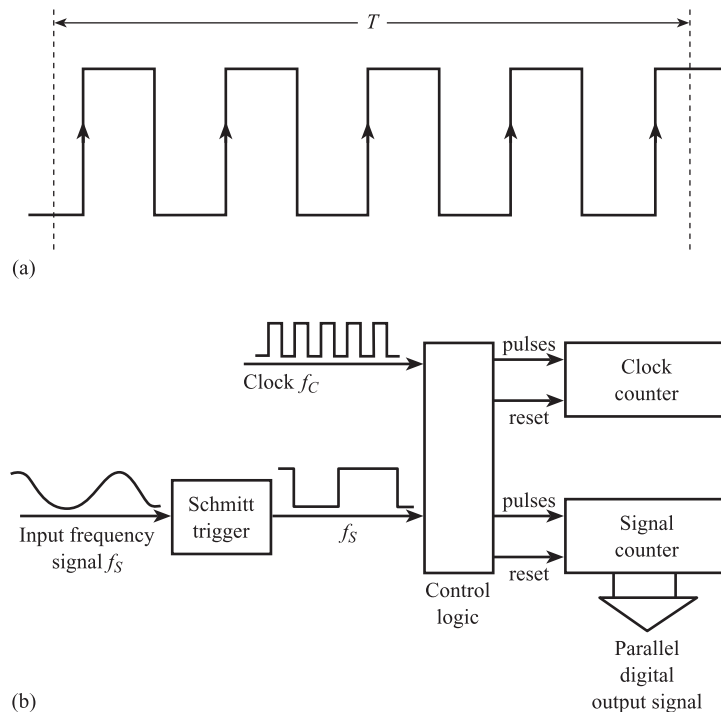 T
(a)
pulses
Clock
counter
Clock f_C
reset
Schmitt
trigger
pulses
Signal
counter
Input frequency
signal f_S
f_S
reset
Control
logic
Parallel
digital
output signal
(b)